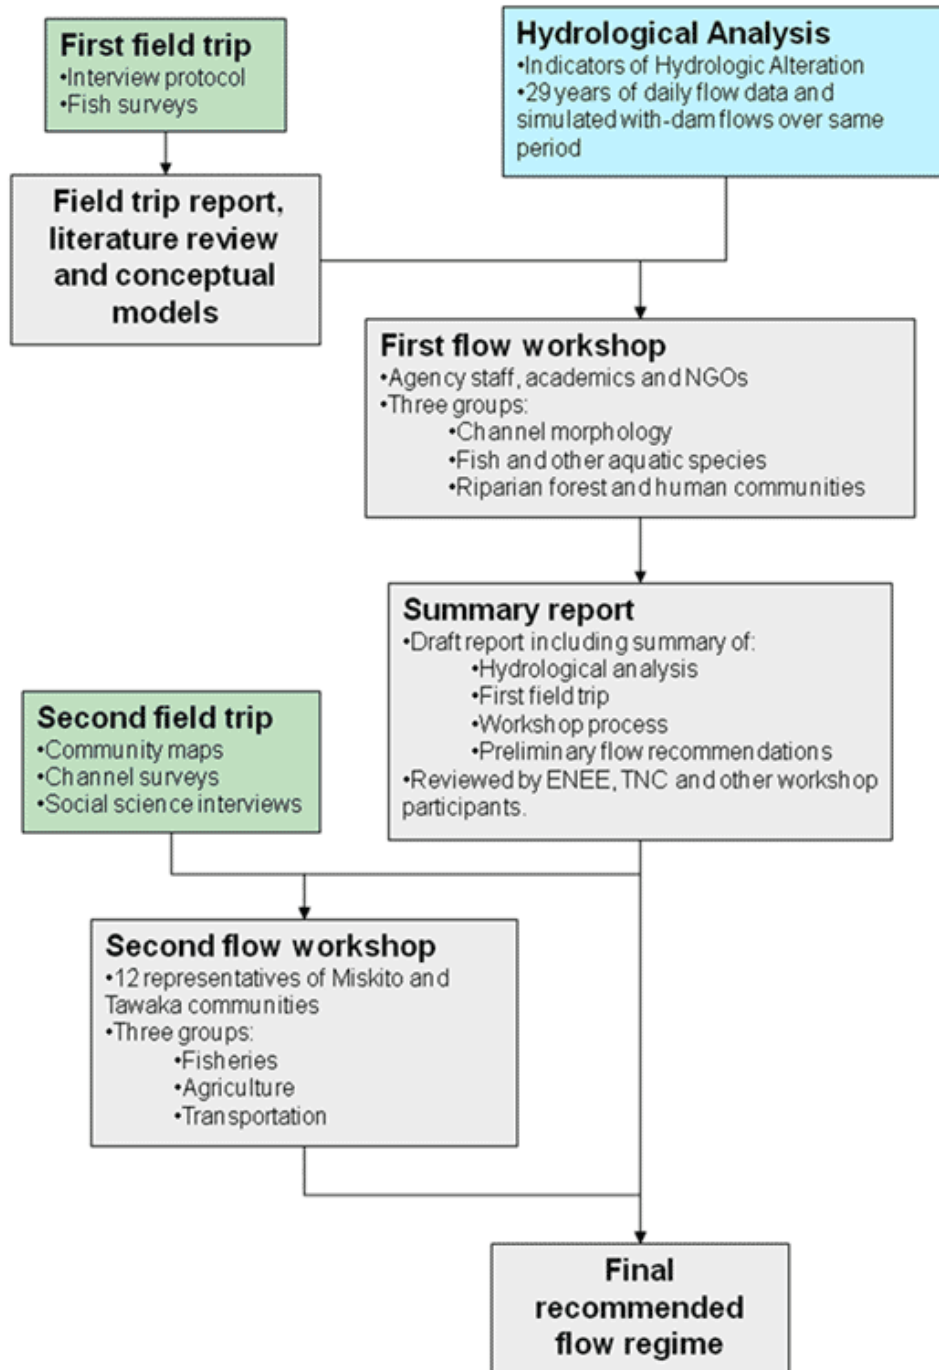 First field trip
•Interview protocol
•Fish surveys
Hydrological Analysis
•Indicators of Hydrologic Alteration
•29 years of daily flow data and
simulated with-dam flows over same
period
Field trip report,
literature review
and conceptual
models
First flow workshop
•Agency staff, academics and NGOs
•Three groups:
•Channel morphology
•Fish and other aquatic species
•Riparian forest and human communities
Summary report
•Draft report including summary of:
•Hydrological analysis
•First field trip
•Workshop process
•Preliminary flow recommendations
•Reviewed by ENEE, TNC and other workshop
participants.
Second field trip
•Community maps
•Channel surveys
•Social science interviews
Second flow workshop
•12 representatives of Miskito and
Tawaka communities
•Three groups:
•Fisheries
•Agriculture
•Transportation
Final
recommended
flow regime